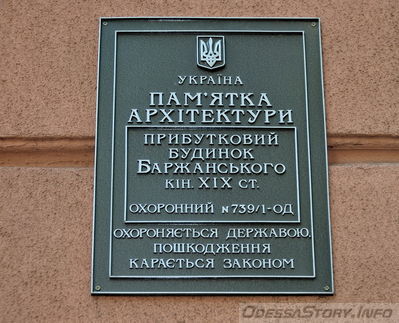 УКРАЇНА
ПАМ'ЯТКА
АРХІТЕКТУРИ
ПРИБУТКОВИЙ
БУДИНОК
БАРЖАНСЬКОГО
КІН. XIX СТ.
ОХОРОННИЙ №739/1-ОД
ОХОРОНЯЄТЬСЯ ДЕРЖАВОЮ,
ПОШКОДЖЕННЯ
КАРАЄТЬСЯ ЗАКОНОМ
OdessaStory.Info